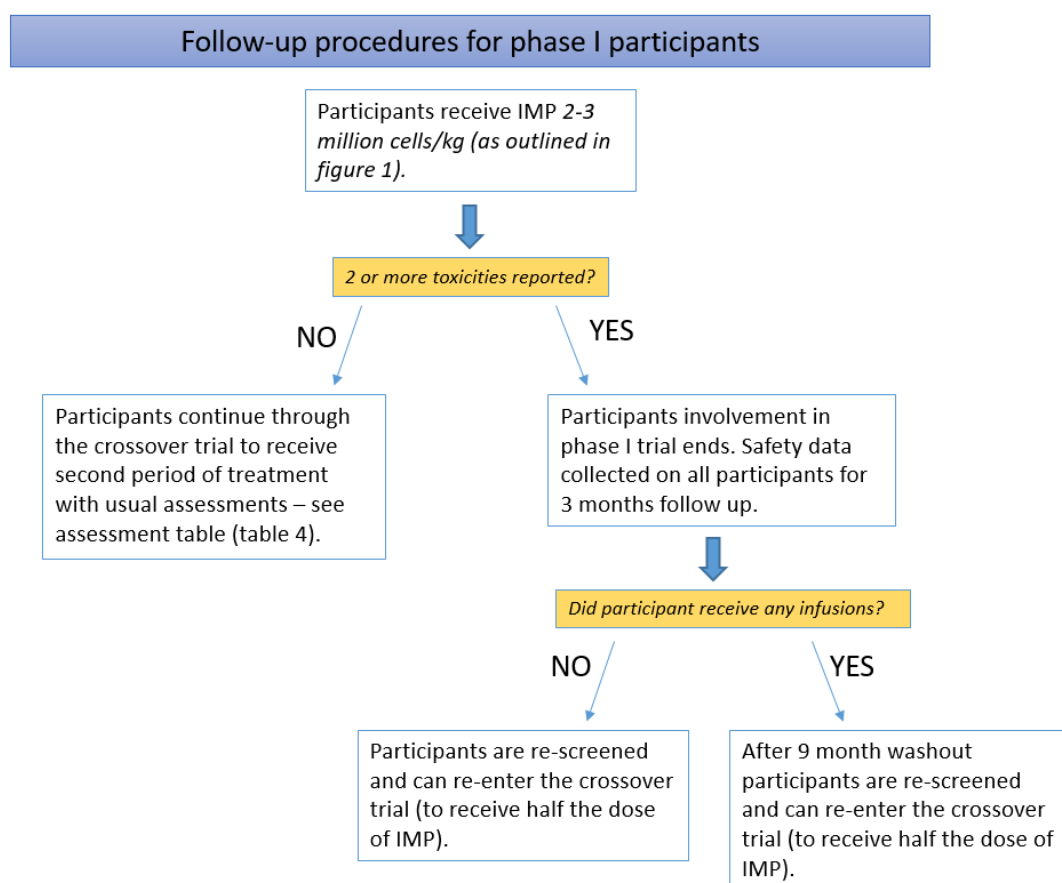 Follow-up procedures for phase I participants
Participants receive IMP 2-3
million cells/kg (as outlined in
figure 1).
2 or more toxicities reported?
NO
YES
Participants continue through
the crossover trial to receive
second period of treatment
with usual assessments – see
assessment table (table 4).
Participants involvement in
phase I trial ends. Safety data
collected on all participants for
3 months follow up.
Did participant receive any infusions?
NO
YES
Participants are re-screened
and can re-enter the crossover
trial (to receive half the dose
of IMP).
After 9 month washout
participants are re-screened
and can re-enter the crossover
trial (to receive half the dose of
IMP).